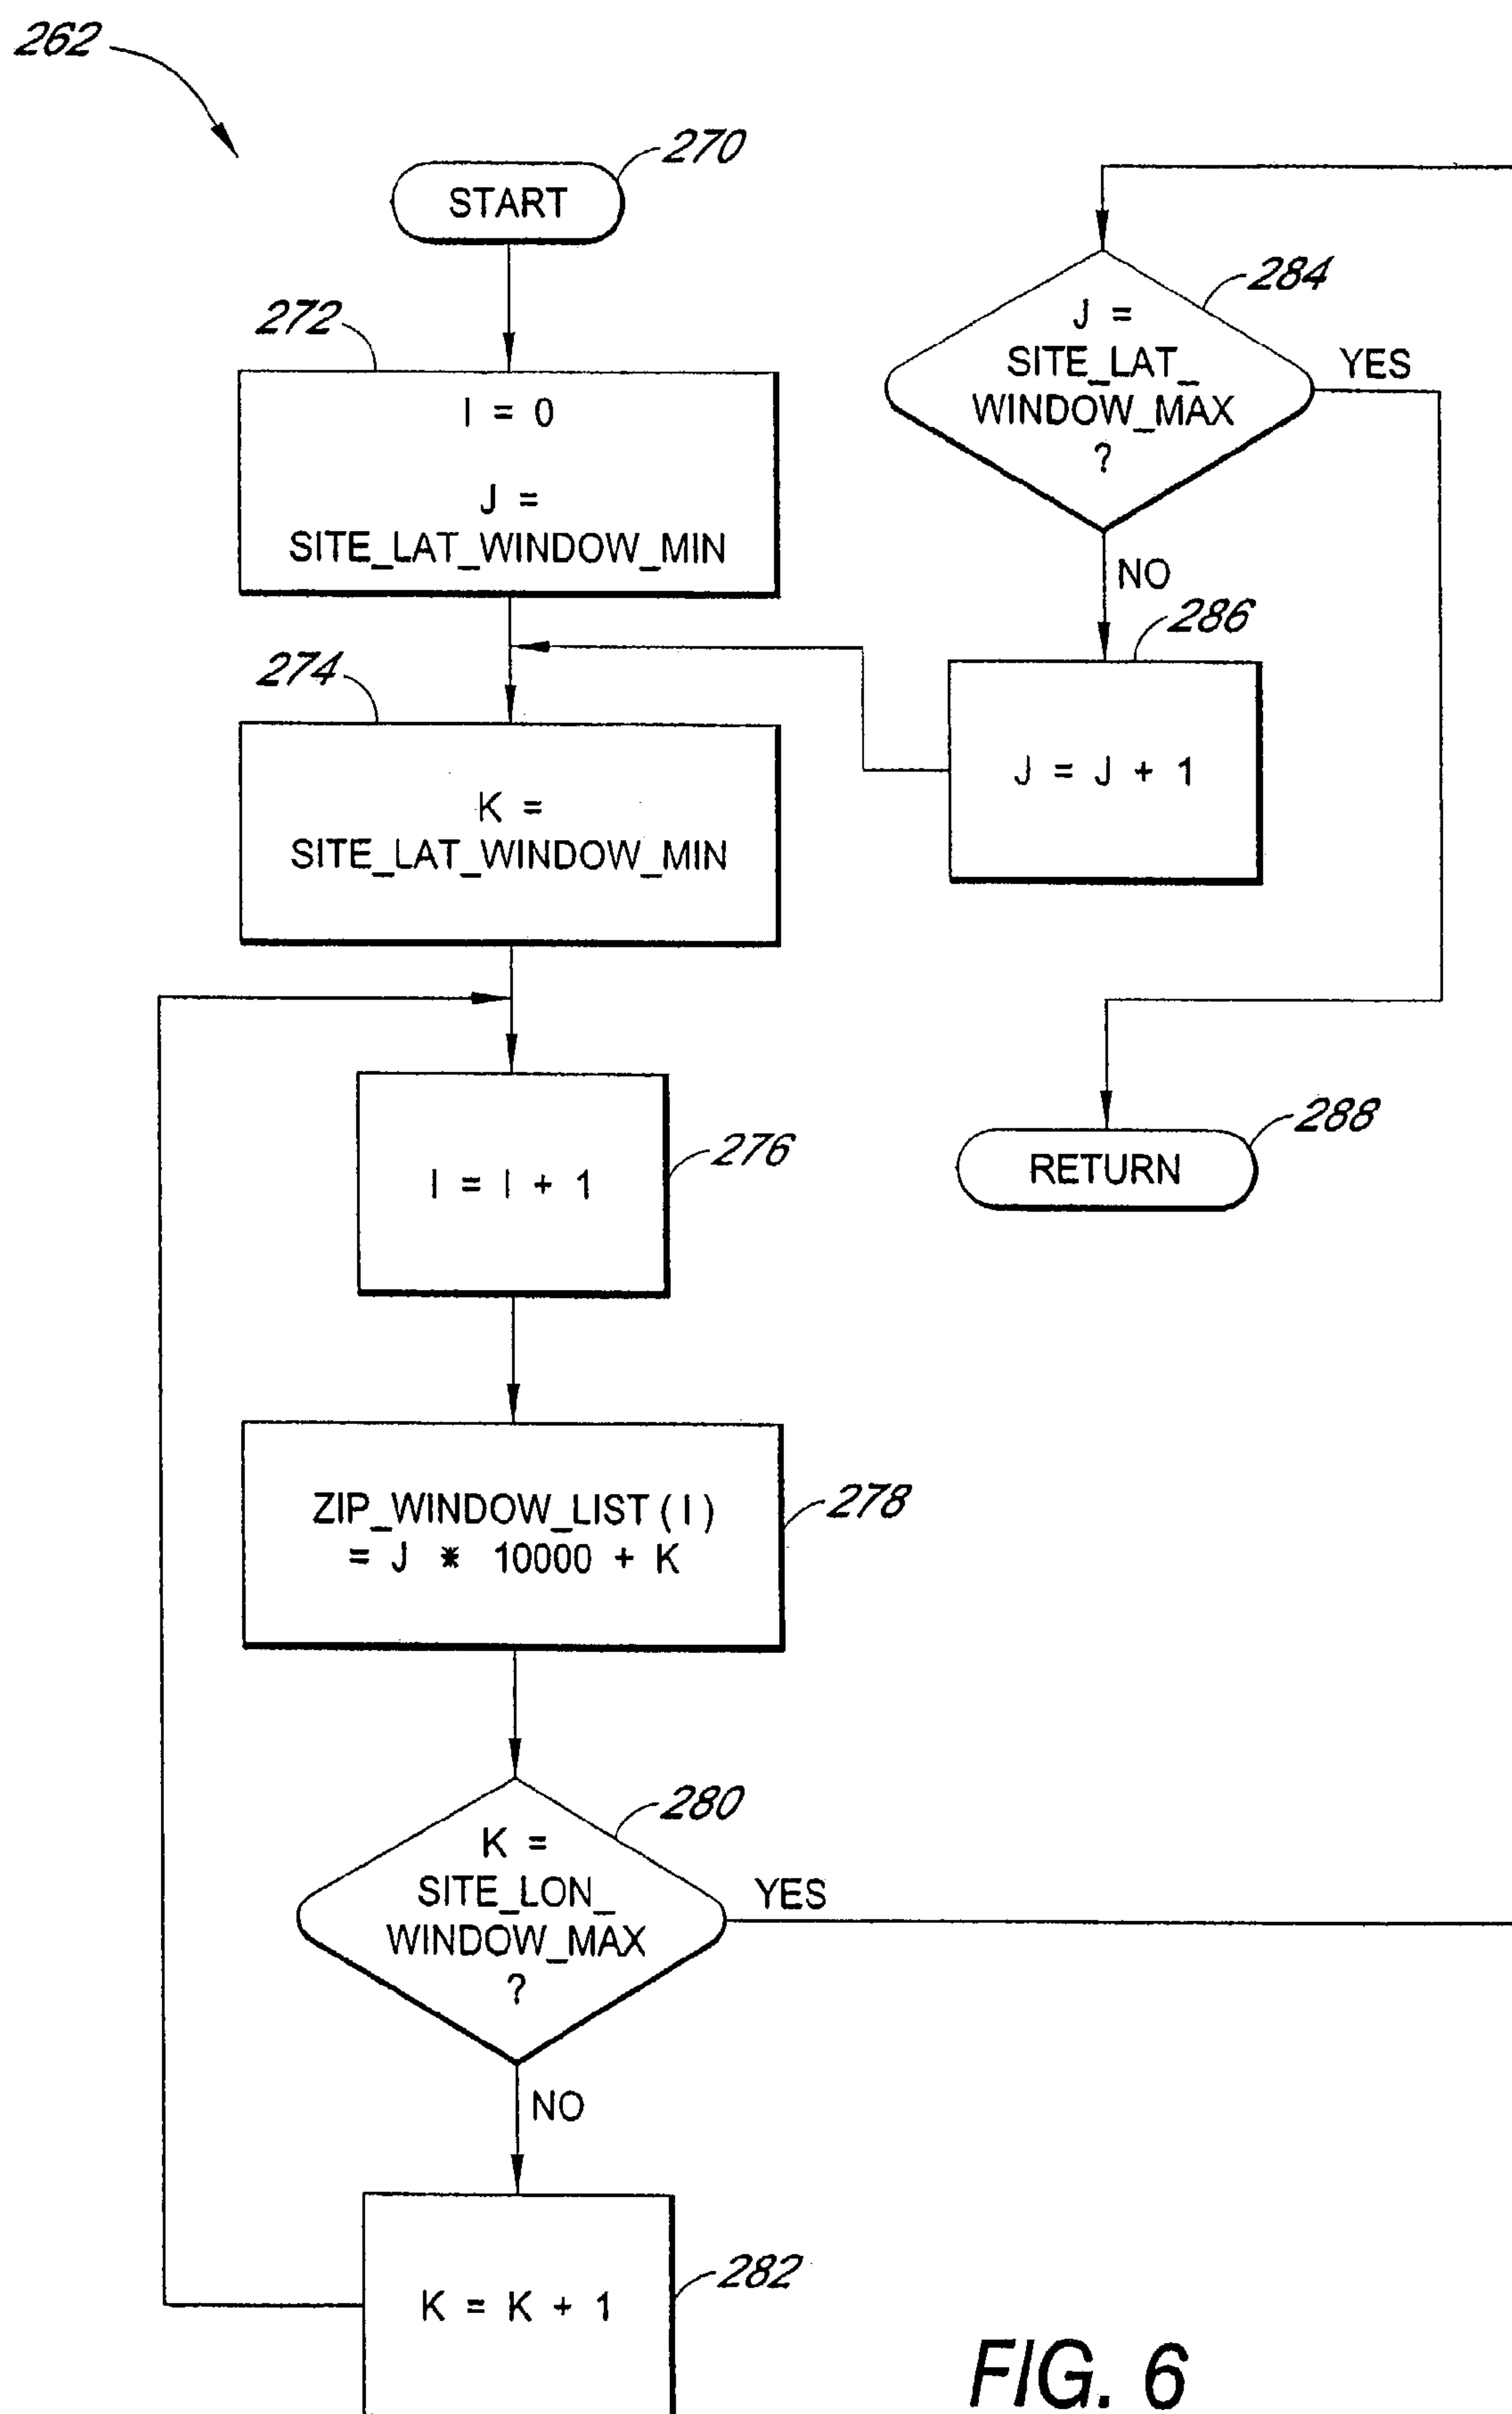 262
270
START
272
I = 0
J =
SITE_LAT_WINDOW_MIN
274
K =
SITE_LAT_WINDOW_MIN
276
I = I + 1
278
ZIP_WINDOW_LIST ( I )
= J * 10000 + K
280
K =
SITE_LON_
WINDOW_MAX
?
YES
NO
282
K = K + 1
284
J =
SITE_LAT_
WINDOW_MAX
?
YES
NO
286
J = J + 1
288
RETURN
FIG. 6